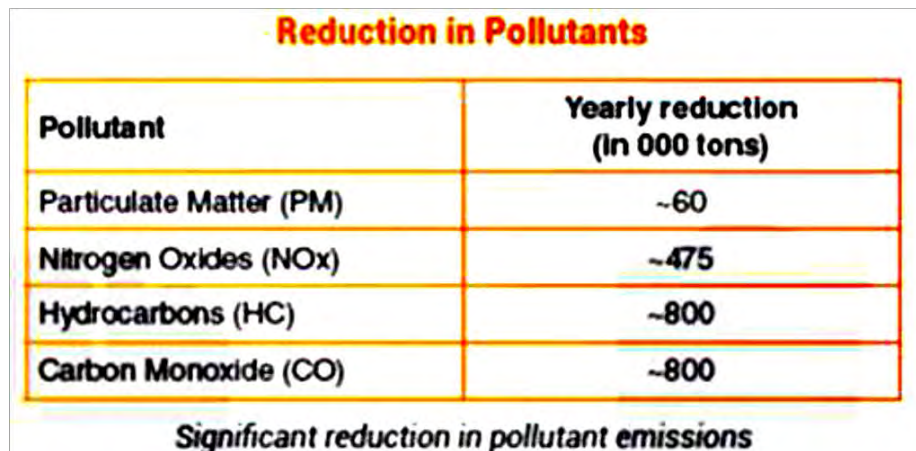 Reduction in Pollutants
Pollutant
Yearly reduction
(in 000 tons)
Particulate Matter (PM)
~60
Nitrogen Oxides (NOx)
~475
Hydrocarbons (HC)
~800
Carbon Monoxide (CO)
~800
Significant reduction in pollutant emissions